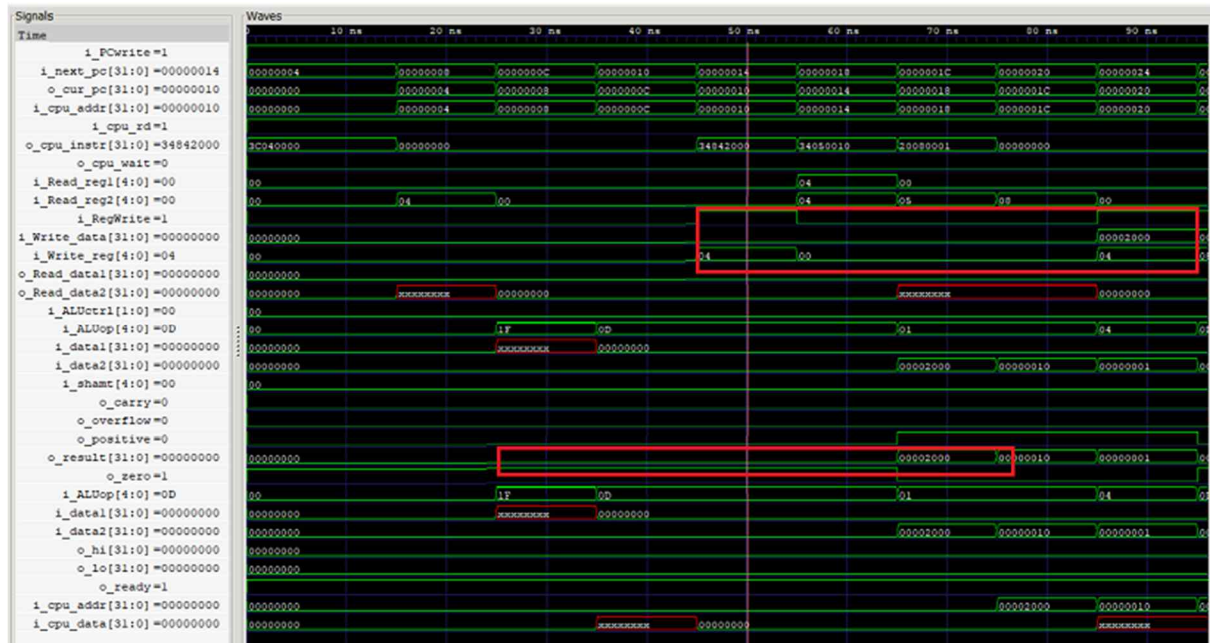 Signals
Waves
Time
10 ns 20 ns 30 ns 40 ns 50 ns 60 ns 70 ns 80 ns 90 ns
i_PCwrite=1
i_next_pc[31:0]=00000014 00000004 00000008 0000000C 00000010 00000014 00000018 0000001C 00000020 00000024
o_cur_pc[31:0]=00000010 00000000 00000004 00000008 0000000C 00000010 00000014 00000018 0000001C 00000020
i_cpu_addr[31:0]=00000010 00000000 00000004 00000008 0000000C 00000010 00000014 00000018 0000001C 00000020
i_cpu_rd=1
o_cpu_instr[31:0]=34842000 3C040000 00000000 34842000 34050010 20080001 00000000
o_cpu_wait=0
i_Read_reg1[4:0]=00 00 04 00
i_Read_reg2[4:0]=00 00 04 00 04 05 08 00
i_RegWrite=1
i_Write_data[31:0]=00000000 00000000 00002000
i_Write_reg[4:0]=04 00 04 00 04
o_Read_data1[31:0]=00000000 00000000
o_Read_data2[31:0]=00000000 00000000 xxxxxxxx 00000000 xxxxxxxx 00000000
i_ALUctrl[1:0]=00 00
i_ALUop[4:0]=0D 00 1F 0D 01 04
i_data1[31:0]=00000000 00000000 xxxxxxxx 00000000
i_data2[31:0]=00000000 00000000 00002000 00000010 00000001
i_shamt[4:0]=00 00
o_carry=0
o_overflow=0
o_positive=0
o_result[31:0]=00000000 00000000 00002000 00000010 00000001
o_zero=1
i_ALUop[4:0]=0D 00 1F 0D 01 04
i_data1[31:0]=00000000 00000000 xxxxxxxx 00000000
i_data2[31:0]=00000000 00000000 00002000 00000010 00000001
o_hi[31:0]=00000000 00000000
o_lo[31:0]=00000000 00000000
o_ready=1
i_cpu_addr[31:0]=00000000 00000000 00002000 00000010
i_cpu_data[31:0]=00000000 00000000 xxxxxxxx 00000000 xxxxxxxx